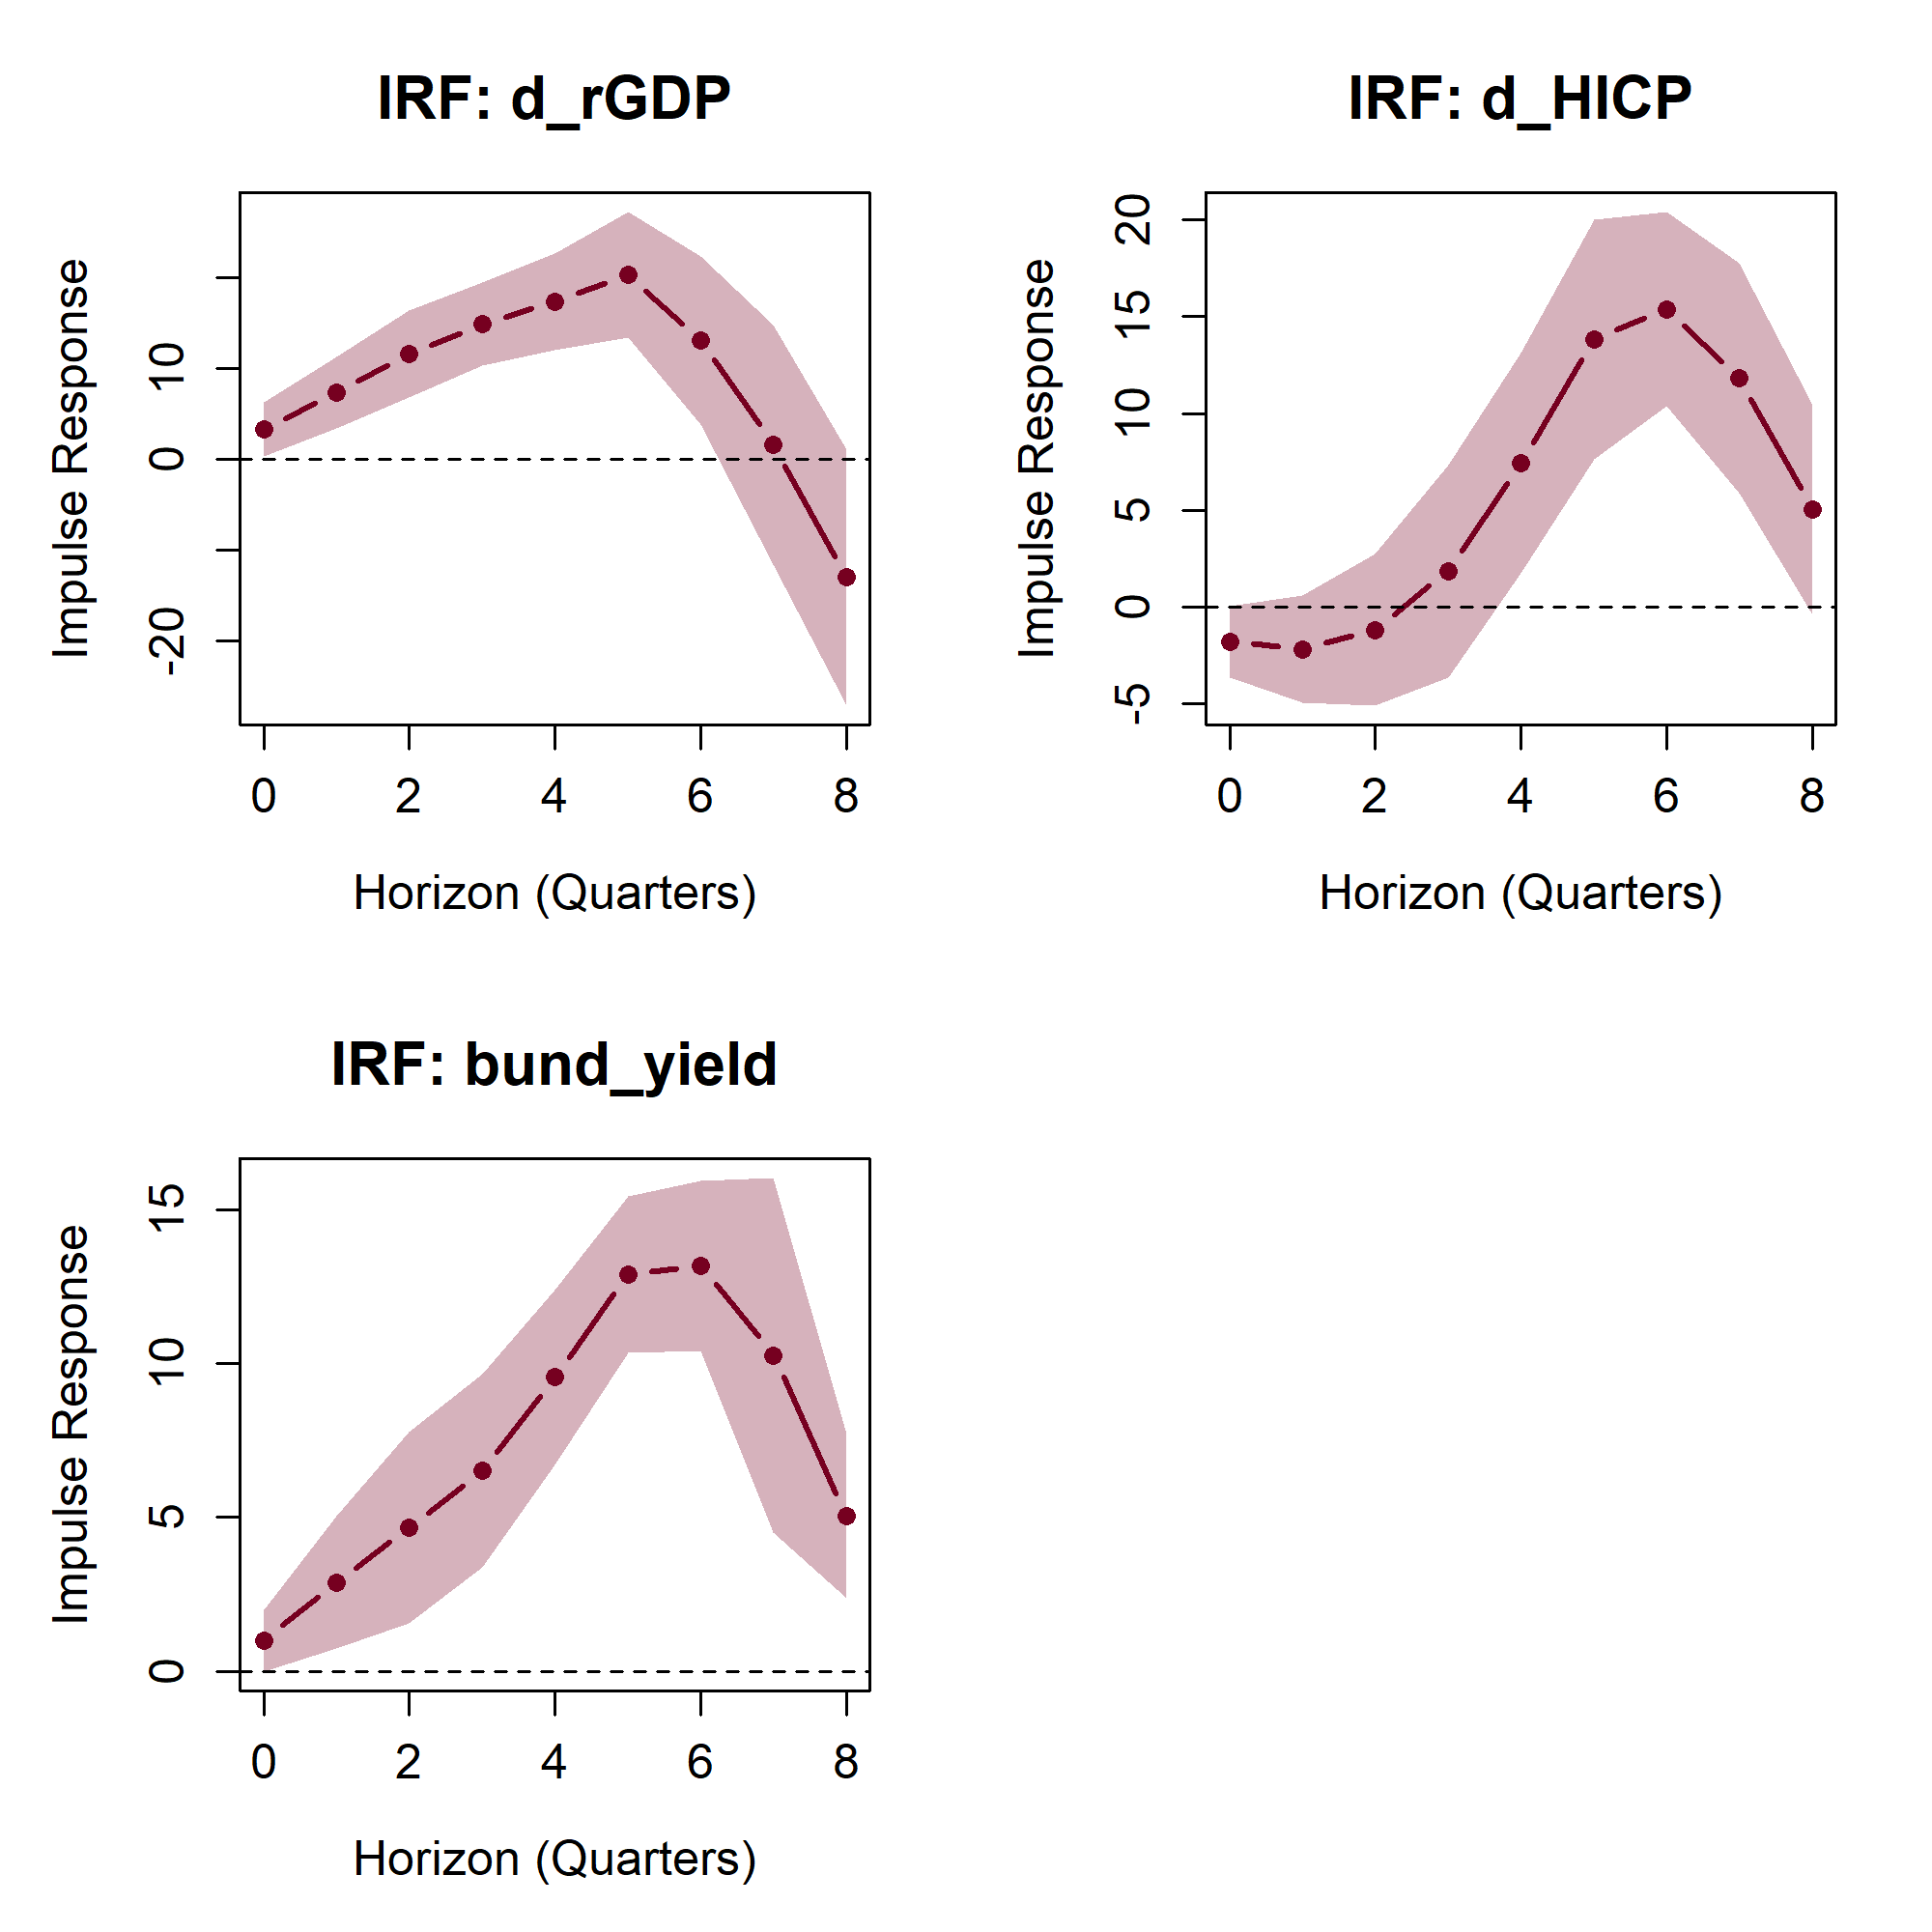 IRF: d_rGDP
Impulse Response
10
0
-20
0 2 4 6 8
Horizon (Quarters)
IRF: d_HICP
Impulse Response
20
15
10
5
0
-5
0 2 4 6 8
Horizon (Quarters)
IRF: bund_yield
Impulse Response
15
10
5
0
0 2 4 6 8
Horizon (Quarters)